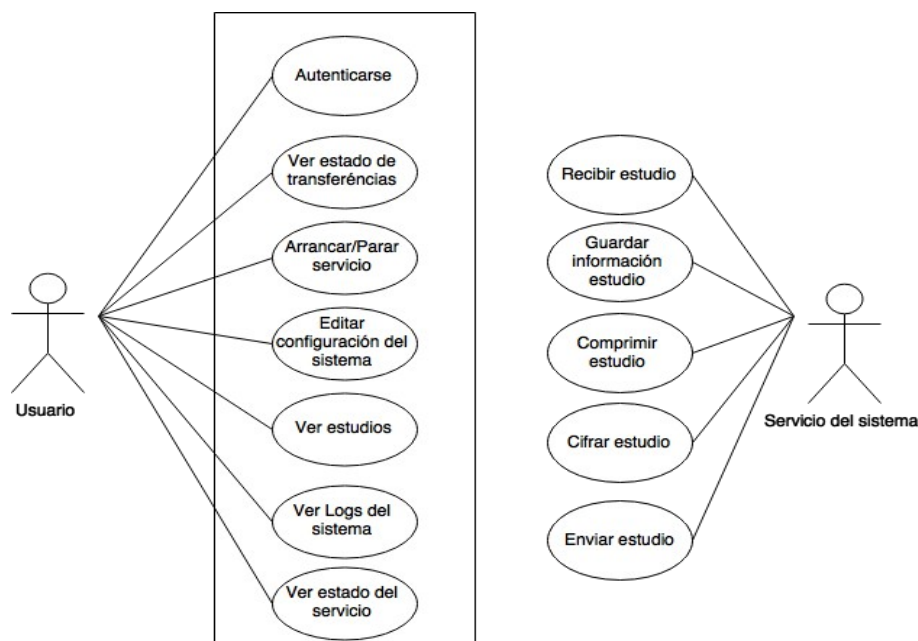 Autenticarse
Ver estado de
transferéncias
Arrancar/Parar
servicio
Editar
configuración del
sistema
Ver estudios
Ver Logs del
sistema
Ver estado del
servicio
Usuario
Recibir estudio
Guardar
información
estudio
Comprimir
estudio
Cifrar estudio
Enviar estudio
Servicio del sistema